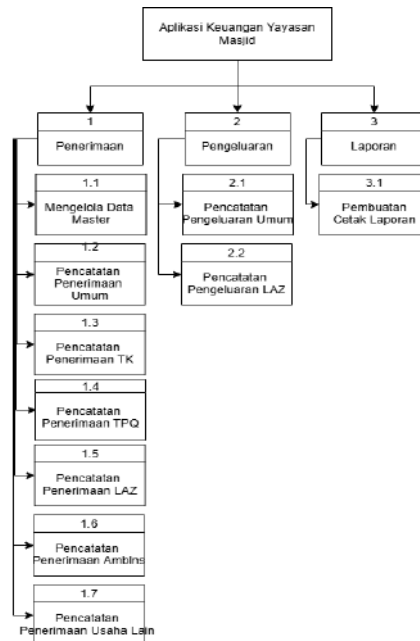 Aplikasi Keuangan Yayasan
Masjid
1
Penerimaan
2
Pengeluaran
3
Laporan
1.1
Mengelola Data
Master
2.1
Pencatatan
Pengeluaran Umum
3.1
Pembuatan
Cetak Laporan
1.2
Pencatatan
Penerimaan
Umum
2.2
Pencatatan
Pengeluaran LAZ
1.3
Pencatatan
Penerimaan TK
1.4
Pencatatan
Penerimaan TPQ
1.5
Pencatatan
Penerimaan LAZ
1.6
Pencatatan
Penerimaan Ambins
1.7
Pencatatan
Penerimaan Usaha Lain